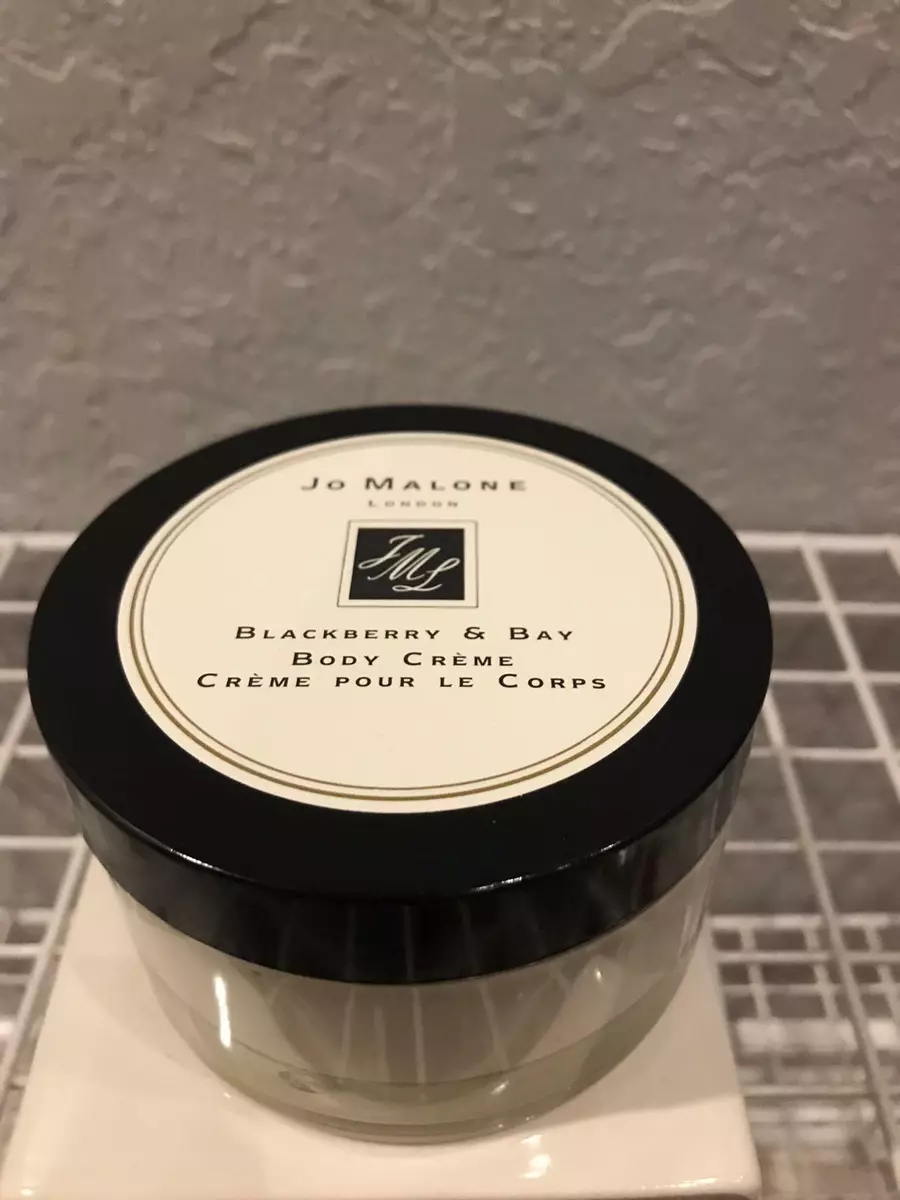 Jo Malone
London
JML
Blackberry & Bay
Body Crème
Crème pour le Corps